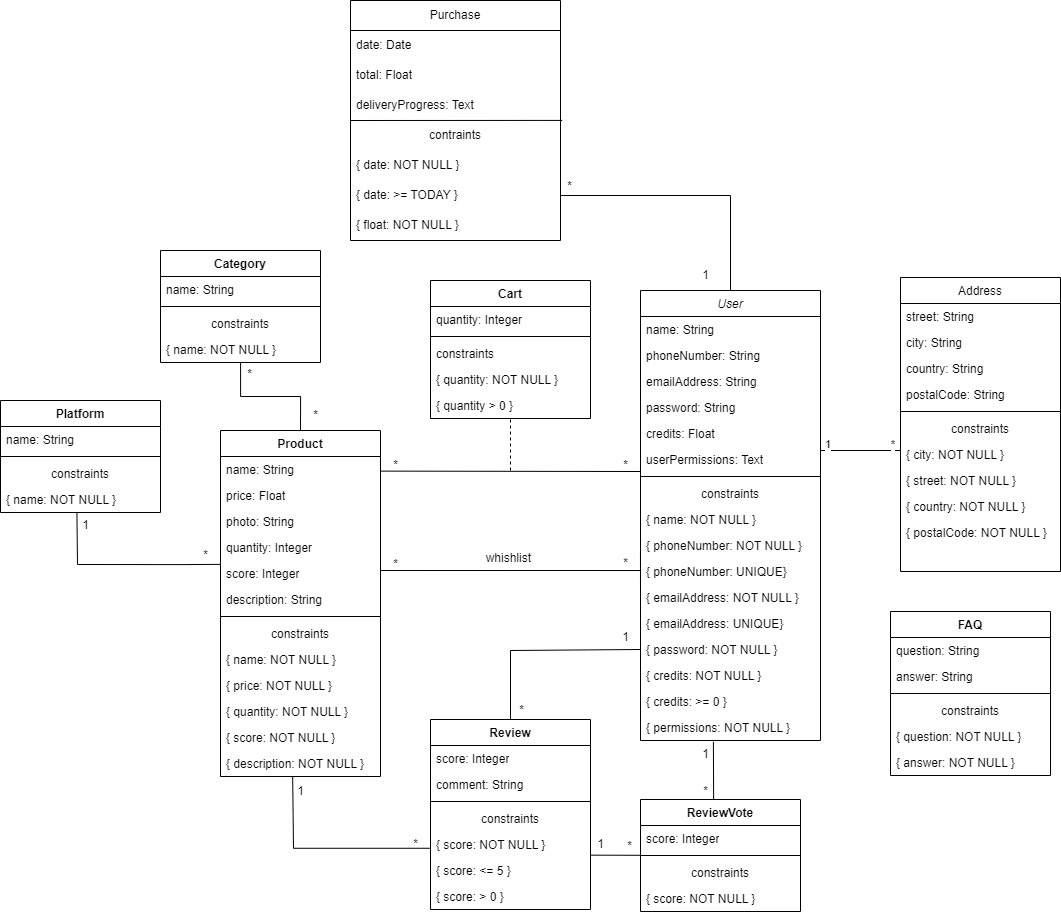 Purchase
date: Date
total: Float
deliveryProgress: Text
contraints
{ date: NOT NULL }
{ date: >= TODAY }
{ float: NOT NULL }
*
1
Category
name: String
constraints
{ name: NOT NULL }
*
*
Cart
quantity: Integer
constraints
{ quantity: NOT NULL }
{ quantity > 0 }
User
name: String
phoneNumber: String
emailAddress: String
password: String
credits: Float
userPermissions: Text
constraints
{ name: NOT NULL }
{ phoneNumber: NOT NULL }
{ phoneNumber: UNIQUE}
{ emailAddress: NOT NULL }
{ emailAddress: UNIQUE}
{ password: NOT NULL }
{ credits: NOT NULL }
{ credits: >= 0 }
{ permissions: NOT NULL }
Address
street: String
city: String
country: String
postalCode: String
constraints
{ city: NOT NULL }
{ street: NOT NULL }
{ country: NOT NULL }
{ postalCode: NOT NULL }
1
*
Platform
name: String
constraints
{ name: NOT NULL }
1
*
Product
name: String
price: Float
photo: String
quantity: Integer
score: Integer
description: String
constraints
{ name: NOT NULL }
{ price: NOT NULL }
{ quantity: NOT NULL }
{ score: NOT NULL }
{ description: NOT NULL }
*
*
*
whishlist
*
1
*
1
*
Review
score: Integer
comment: String
constraints
{ score: NOT NULL }
{ score: <= 5 }
{ score: > 0 }
1
*
1
*
ReviewVote
score: Integer
constraints
{ score: NOT NULL }
FAQ
question: String
answer: String
constraints
{ question: NOT NULL }
{ answer: NOT NULL }